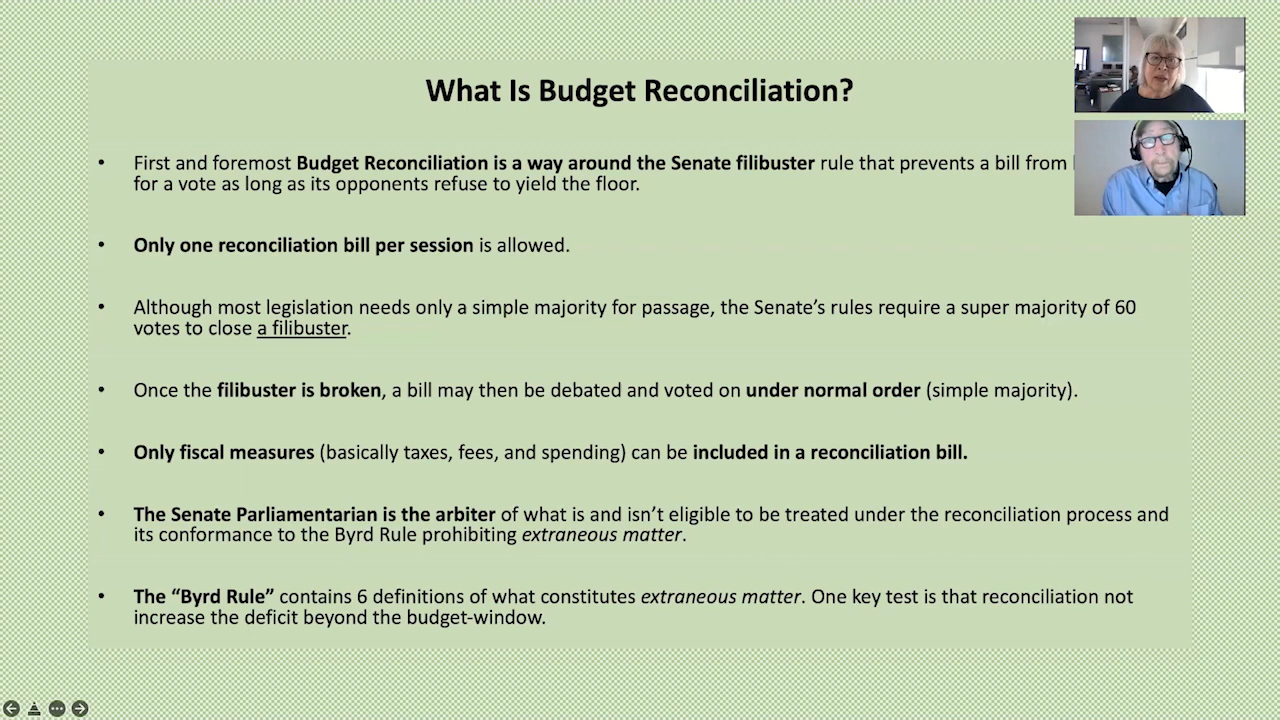 What Is Budget Reconciliation?
• First and foremost Budget Reconciliation is a way around the Senate filibuster rule that prevents a bill from
for a vote as long as its opponents refuse to yield the floor.
• Only one reconciliation bill per session is allowed.
• Although most legislation needs only a simple majority for passage, the Senate’s rules require a super majority of 60
votes to close a filibuster.
• Once the filibuster is broken, a bill may then be debated and voted on under normal order (simple majority).
• Only fiscal measures (basically taxes, fees, and spending) can be included in a reconciliation bill.
• The Senate Parliamentarian is the arbiter of what is and isn’t eligible to be treated under the reconciliation process and
its conformance to the Byrd Rule prohibiting extraneous matter.
• The “Byrd Rule” contains 6 definitions of what constitutes extraneous matter. One key test is that reconciliation not
increase the deficit beyond the budget-window.